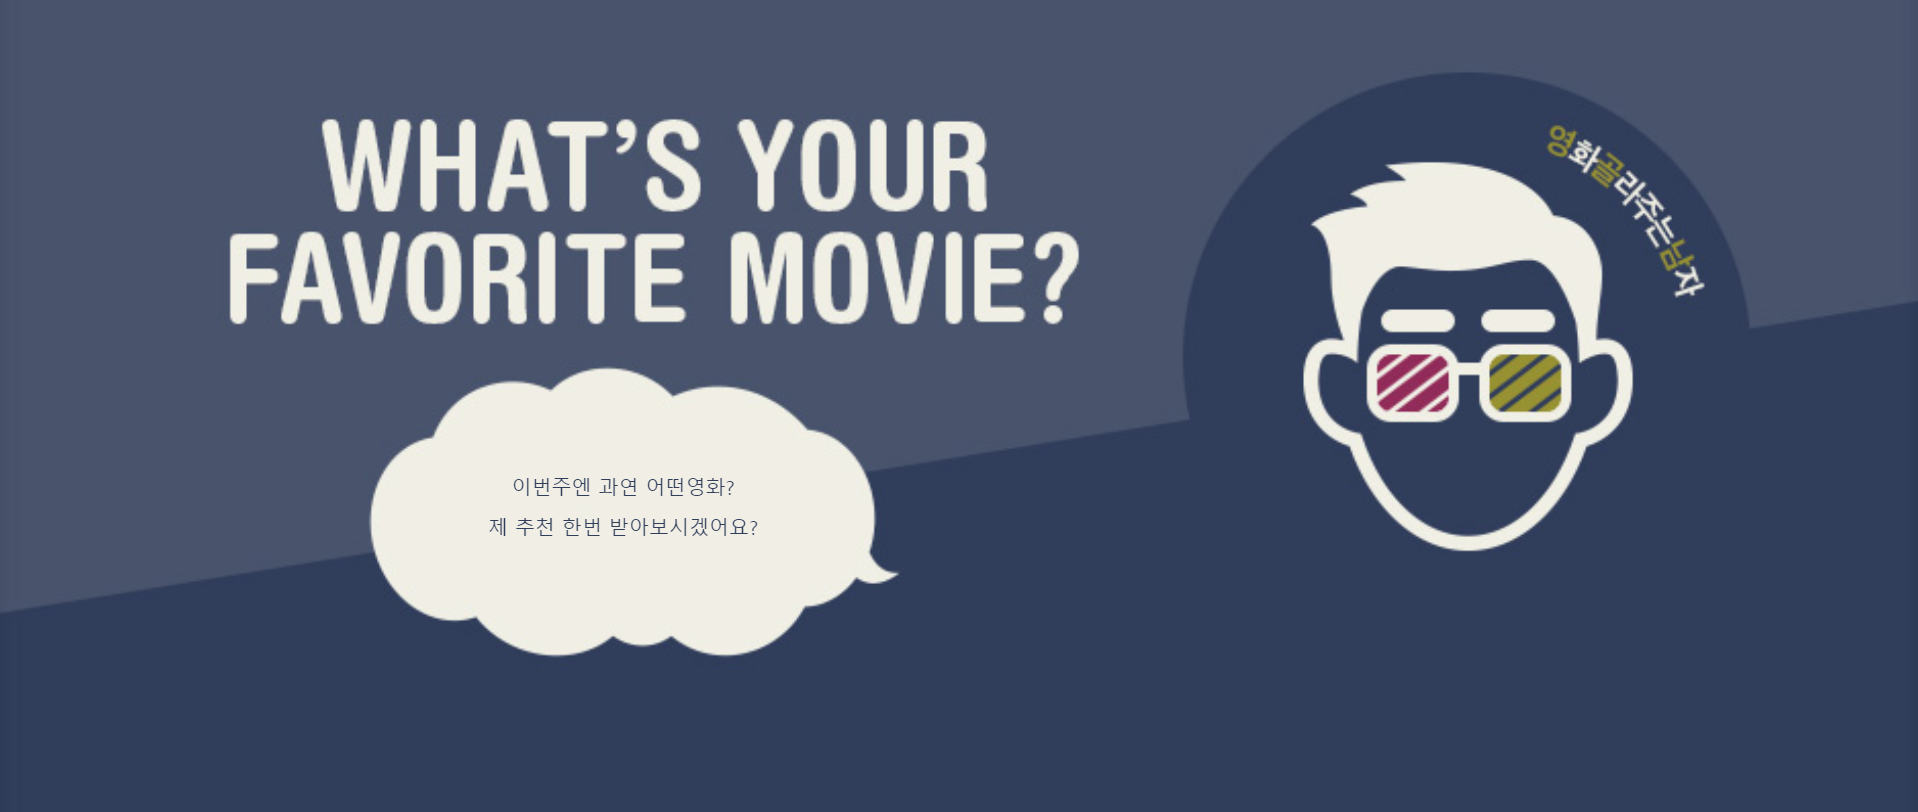 WHAT'S YOUR
FAVORITE MOVIE?
이번주엔 과연 어떤영화?
제 추천 한번 받아보시겠어요?
영화골라주는남자